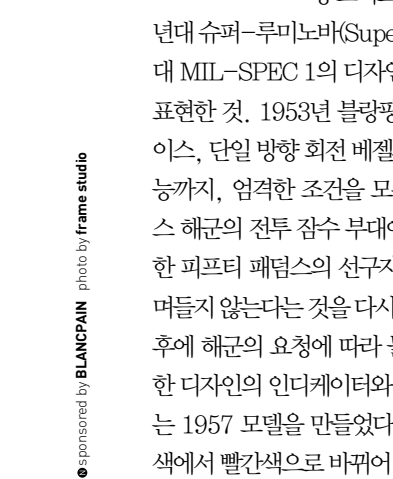 년대 슈퍼-루미노바(Supe
대 MIL-SPEC 1의 디자인
표현한 것. 1953년 블랑팡
이스, 단일 방향 회전 베젤
능까지, 엄격한 조건을 모
스 해군의 전투 잠수 부대
한 피프티 패덤스의 선구자
며들지 않는다는 것을 다시
후에 해군의 요청에 따라
한 디자인의 인디케이터와
는 1957 모델을 만들었다
색에서 빨간색으로 바뀌어
N sponsored by BLANCPAIN photo by frame studio